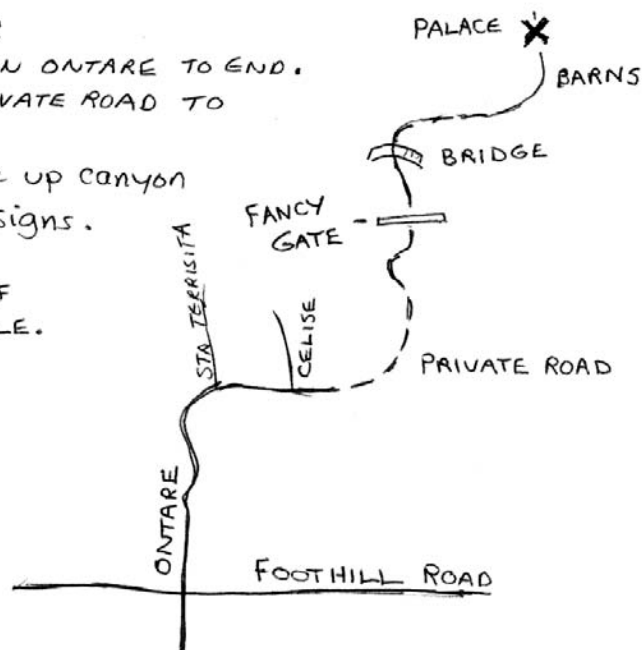 N ONTARE TO END.
VATE ROAD TO
UP CANYON
SIGNS.
LE.
PALACE
BARNS
BRIDGE
FANCY
GATE
STA TERRISITA
CELISE
PRIVATE ROAD
ONTARE
FOOTHILL ROAD